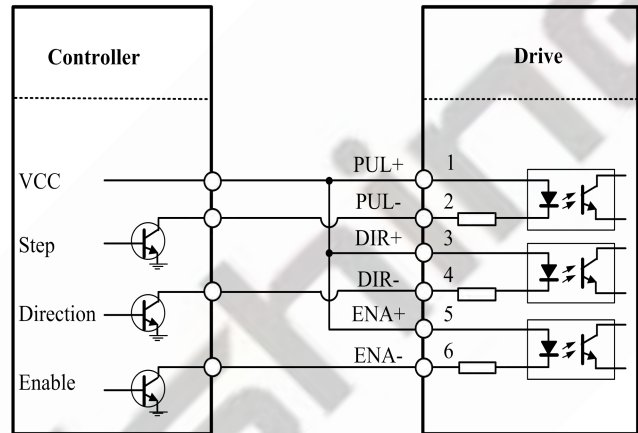 Controller
Drive
VCC
Step
Direction
Enable
PUL+ 1
PUL- 2
DIR+ 3
DIR- 4
ENA+ 5
ENA- 6